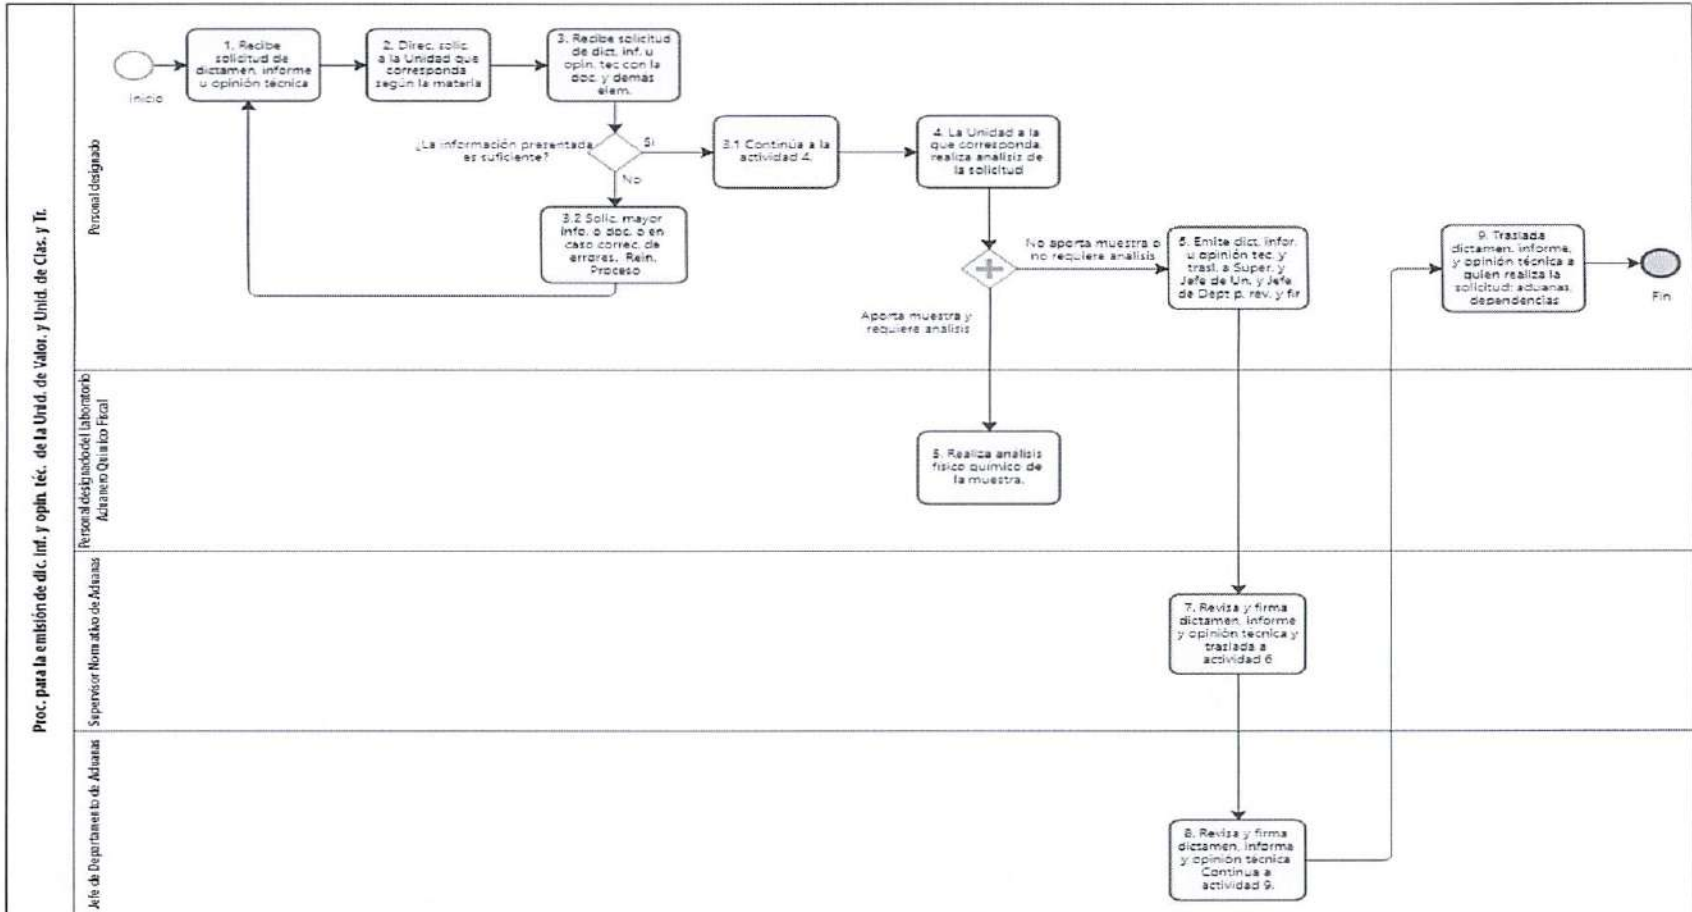 Proc. para la emisión de dic. inf. y opin. téc. de la Unid. de Valor. y Unid. de Clas. y Tr.
Personal designado
Inicio
1. Recibe
solicitud de
dictamen, informe
u opinión técnica
2. Direc. solic.
a la Unidad que
corresponda
según la materia
3. Recibe solicitud
de dict. inf. u
opin. tec con la
doc. y demas
elem.
¿La información presentada
es suficiente?
Si
No
3.1 Continúa a la
actividad 4.
3.2 Solic. mayor
info. o doc. o en
caso correc. de
errores. Rein.
Proceso
4. La Unidad a la
que corresponda,
realiza analisis de
la solicitud
No aporta muestra o
no requiere analisis
Aporta muestra y
requiere análisis
6. Emite dict. infor.
u opinión tec. y
trasl. a Super. y
Jefe de Un. y Jefe
de Dept p. rev. y fir
9. Traslada
dictamen, informe,
y opinión técnica a
quien realiza la
solicitud: aduanas,
dependencias
Fin
Personal designado del Laboratorio
Aduanero Químico Fiscal
5. Realiza analisis
fisico quimico de
la muestra.
Supervisor Normativo de Aduanas
7. Revisa y firma
dictamen, informe
y opinión técnica y
traslada a
actividad 6
Jefe de Departamento de Aduanas
8. Revisa y firma
dictamen, informa
y opinión técnica
Continua a
actividad 9.